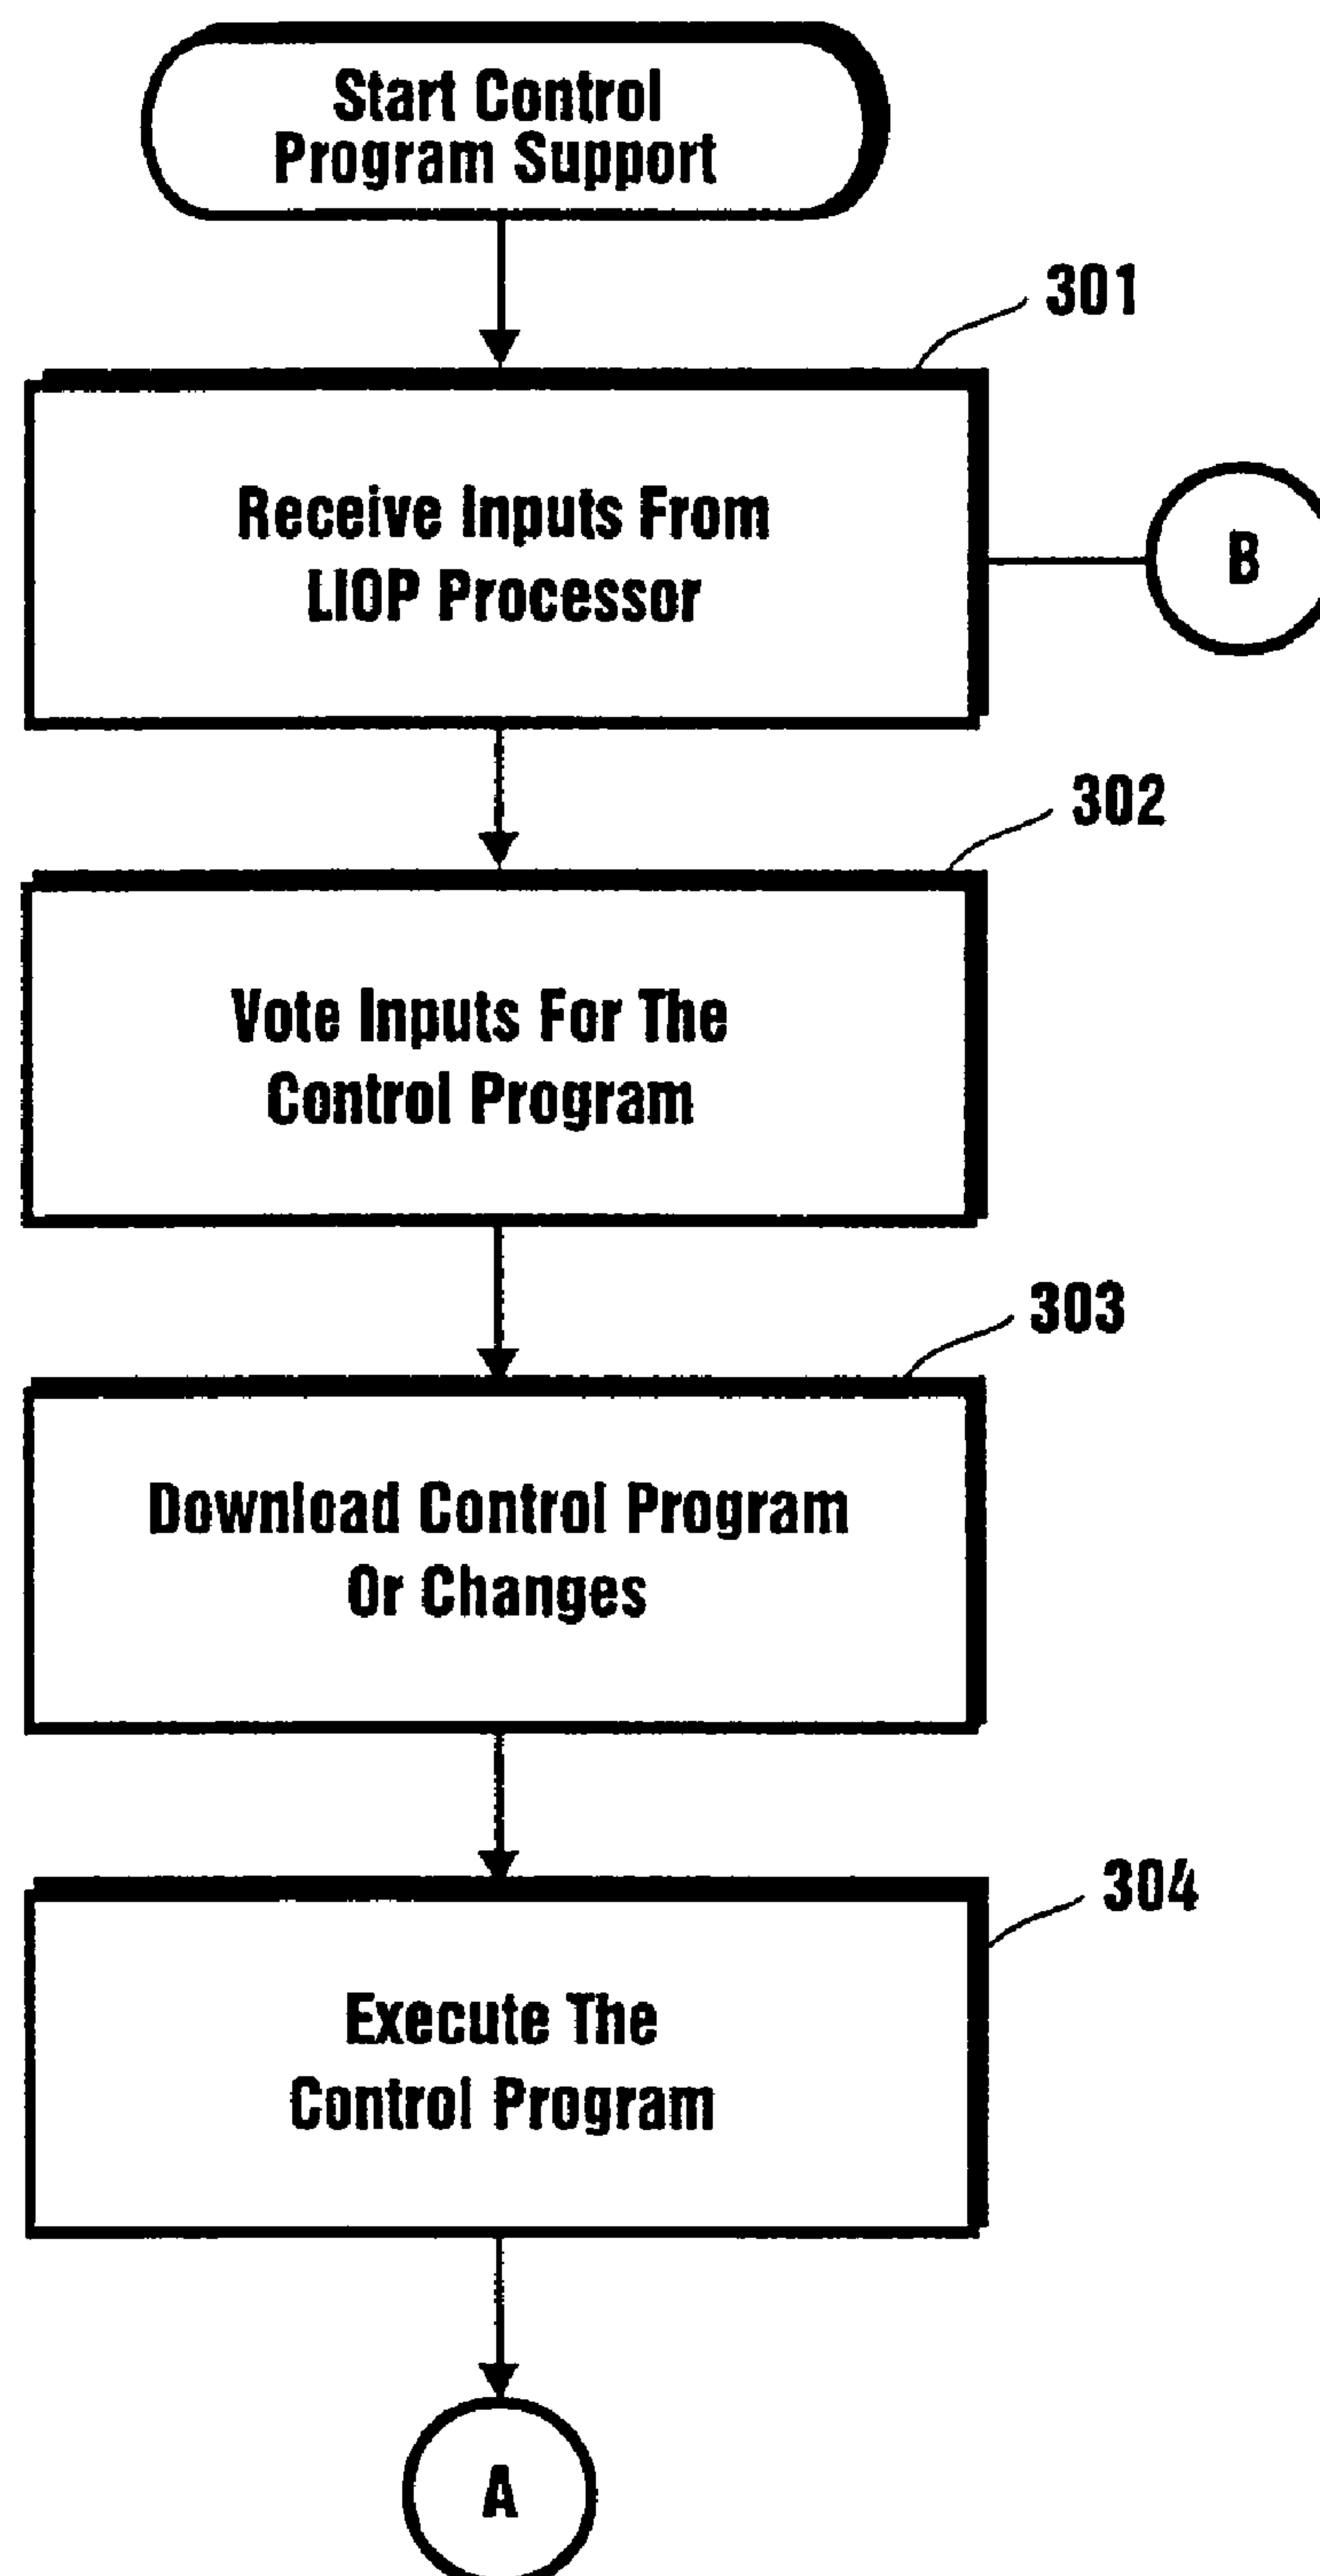 Start Control
Program Support
301
Receive Inputs From
LIOP Processor
B
302
Vote Inputs For The
Control Program
303
Download Control Program
Or Changes
304
Execute The
Control Program
A